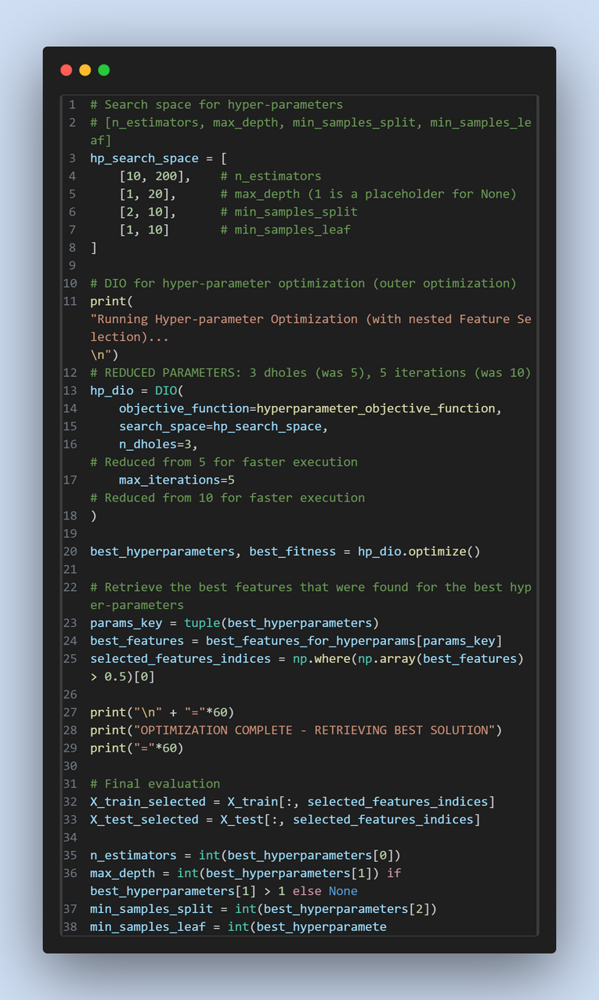 1 # Search space for hyper-parameters
2 # [n_estimators, max_depth, min_samples_split, min_samples_le
af]
3 hp_search_space = [
4     [10, 200],    # n_estimators
5     [1, 20],      # max_depth (1 is a placeholder for None)
6     [2, 10],      # min_samples_split
7     [1, 10]       # min_samples_leaf
8 ]
9
10 # DIO for hyper-parameter optimization (outer optimization)
11 print(
"Running Hyper-parameter Optimization (with nested Feature Se
lection)...
\n")
12 # REDUCED PARAMETERS: 3 dholes (was 5), 5 iterations (was 10)
13 hp_dio = DIO(
14     objective_function=hyperparameter_objective_function,
15     search_space=hp_search_space,
16     n_dholes=3,
# Reduced from 5 for faster execution
17     max_iterations=5
# Reduced from 10 for faster execution
18 )
19
20 best_hyperparameters, best_fitness = hp_dio.optimize()
21
22 # Retrieve the best features that were found for the best hyp
er-parameters
23 params_key = tuple(best_hyperparameters)
24 best_features = best_features_for_hyperparams[params_key]
25 selected_features_indices = np.where(np.array(best_features)
> 0.5)[0]
26
27 print("\n" + "="*60)
28 print("OPTIMIZATION COMPLETE - RETRIEVING BEST SOLUTION")
29 print("="*60)
30
31 # Final evaluation
32 X_train_selected = X_train[:, selected_features_indices]
33 X_test_selected = X_test[:, selected_features_indices]
34
35 n_estimators = int(best_hyperparameters[0])
36 max_depth = int(best_hyperparameters[1]) if
best_hyperparameters[1] > 1 else None
37 min_samples_split = int(best_hyperparameters[2])
38 min_samples_leaf = int(best_hyperparamete